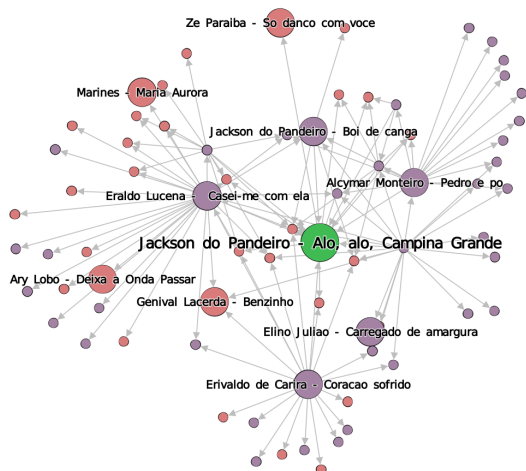 Ze Paraiba - So danco com voce
Marines - Maria Aurora
Jackson do Pandeiro - Boi de canga
Alcymar Monteiro - Pedro e po
Eraldo Lucena - Casei-me com ela
Jackson do Pandeiro - Alo, alo, Campina Grande
Ary Lobo - Deixa a Onda Passar
Genival Lacerda - Benzinho
Elino Juliao - Carregado de amargura
Erivaldo de Carira - Coracao sofrido